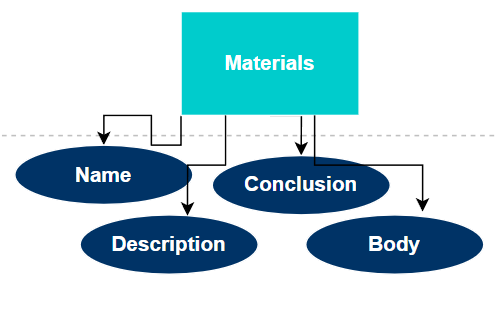 Materials
Name
Conclusion
Description
Body